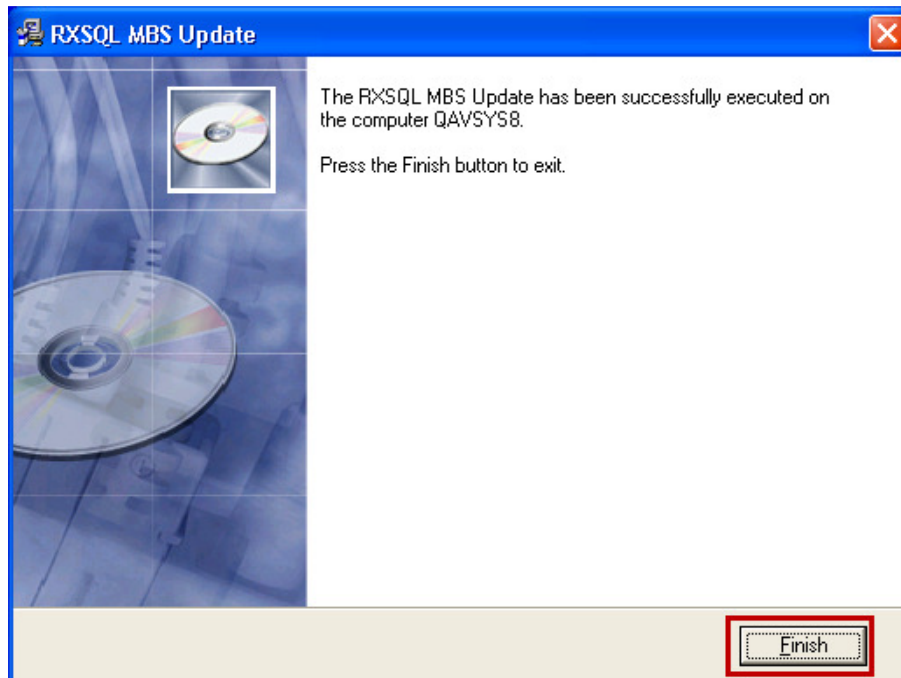 RXSQL MBS Update
The RXSQL MBS Update has been successfully executed on
the computer QAVSYS8.
Press the Finish button to exit.
Finish